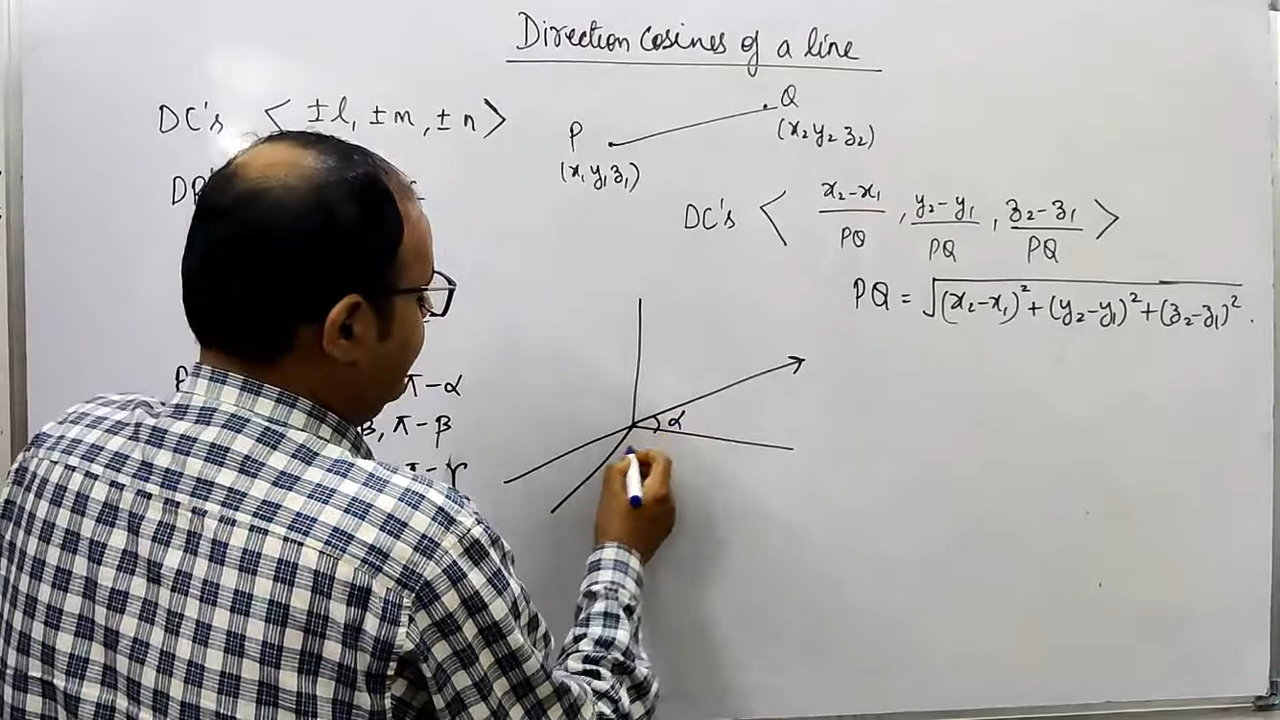 Direction Cosines of a line
DC's < ±l, ±m, ±n >
P Q
(x₁ y₁ z₁) (x₂ y₂ z₂)
DC's < (x₂-x₁)/PQ, (y₂-y₁)/PQ, (z₂-z₁)/PQ >
PQ = √((x₂-x₁)² + (y₂-y₁)² + (z₂-z₁)²).
π-α
β, π-β
π-γ
α